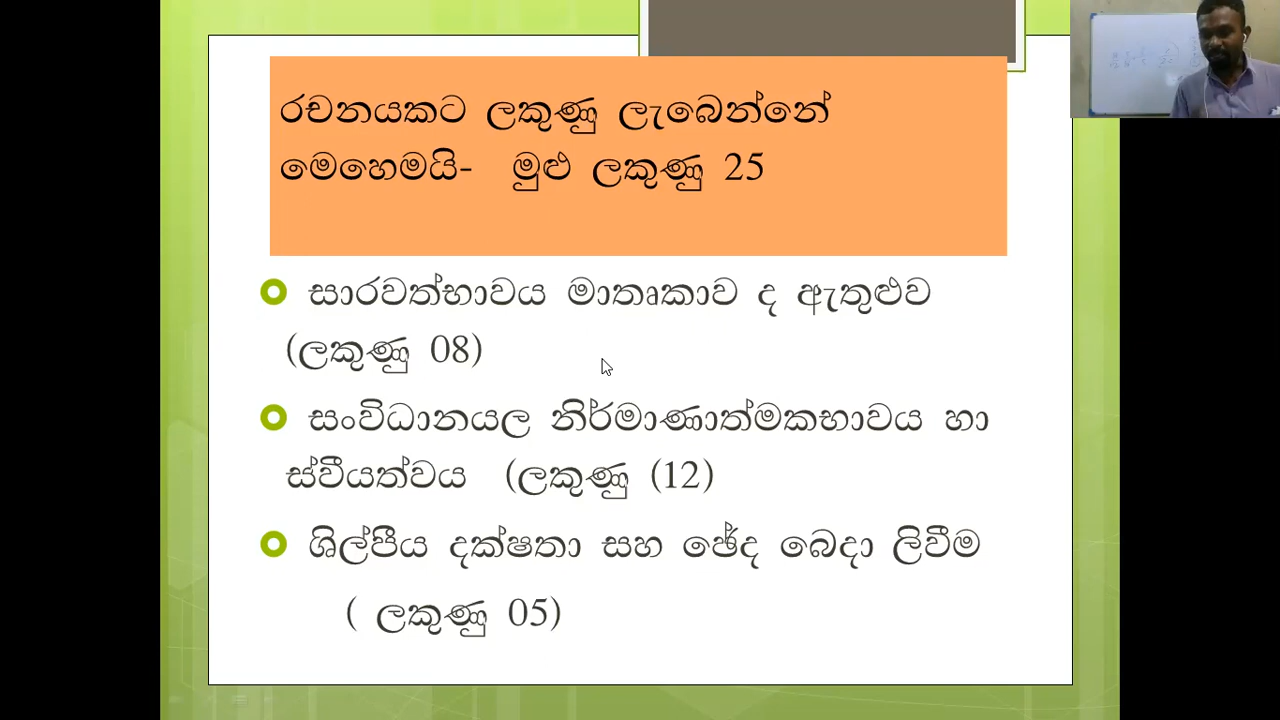 රචනයකට ලකුණු ලැබෙන්නේ
මෙහෙමයි- මුළු ලකුණු 25
සාරවත්භාවය මාතෘකාව ද ඇතුළුව
(ලකුණු 08)
සංවිධානයල නිර්මාණාත්මකභාවය හා
ස්වීයත්වය (ලකුණු (12)
ශිල්පීය දක්ෂතා සහ ඡේද බෙදා ලිවීම
( ලකුණු 05)